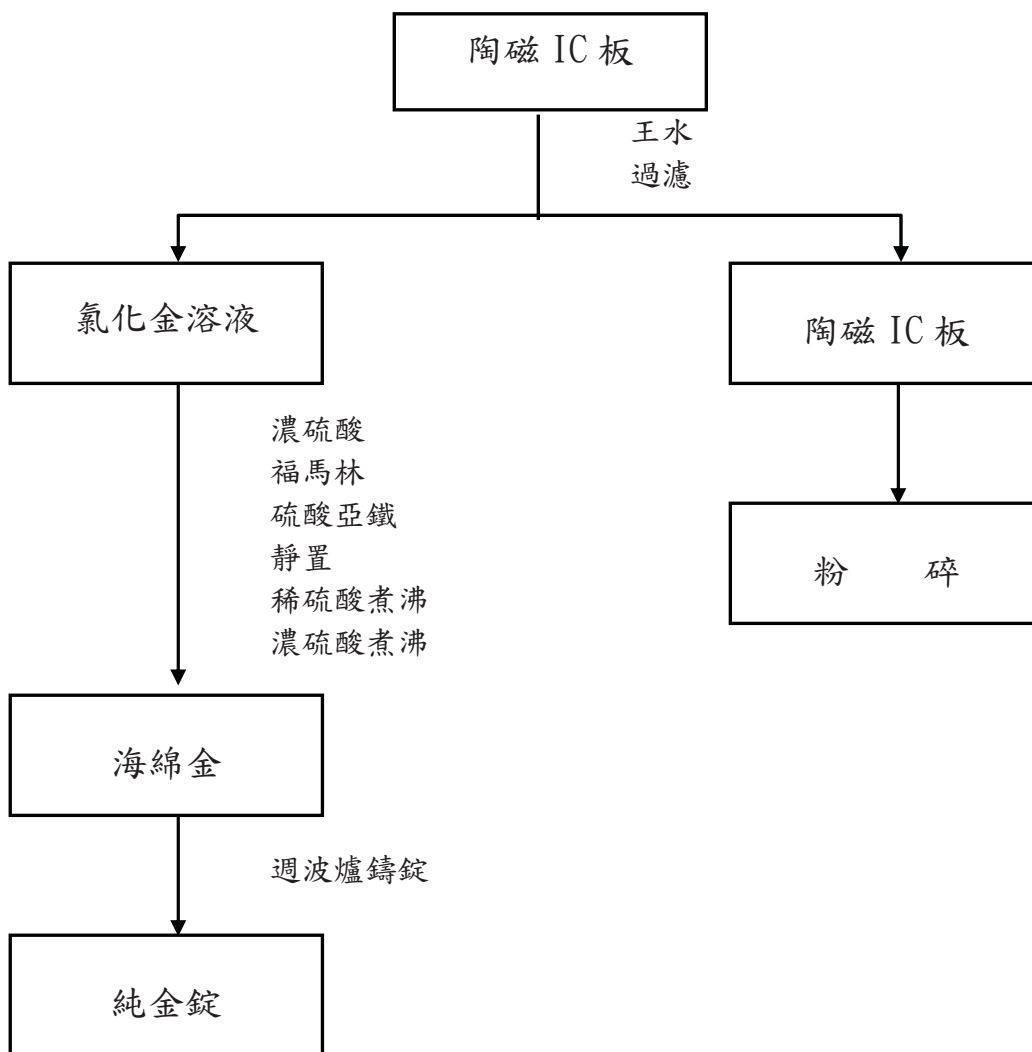 陶磁 IC 板
王水
過濾
氯化金溶液
陶磁 IC 板
濃硫酸
福馬林
硫酸亞鐵
靜置
稀硫酸煮沸
濃硫酸煮沸
粉 碎
海綿金
週波爐鑄錠
純金錠